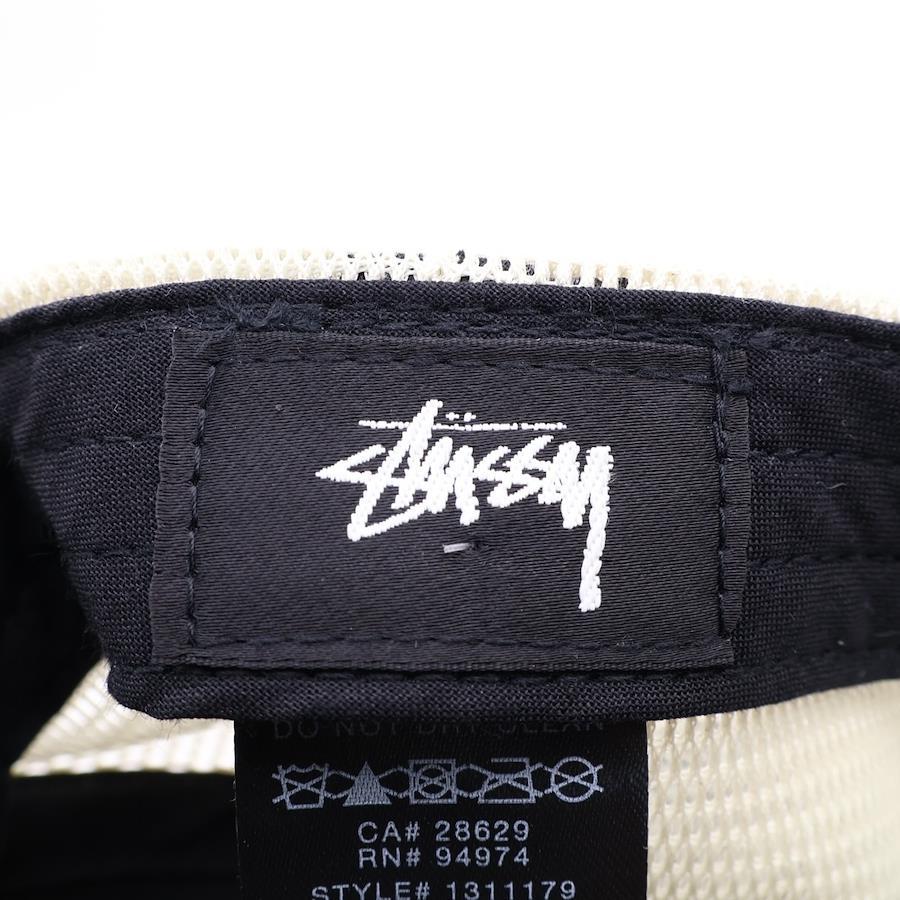 Stüssy
DO NOT DRY CLEAN
CA# 28629
RN# 94974
STYLE# 1311179